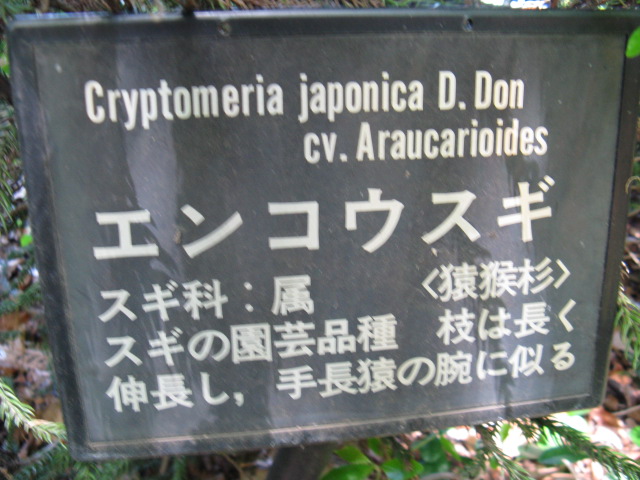 Cryptomeria japonica D. Don
cv. Araucarioides
エンコウスギ
スギ科：属 〈猿猴杉〉
スギの園芸品種 枝は長く
伸長し，手長猿の腕に似る